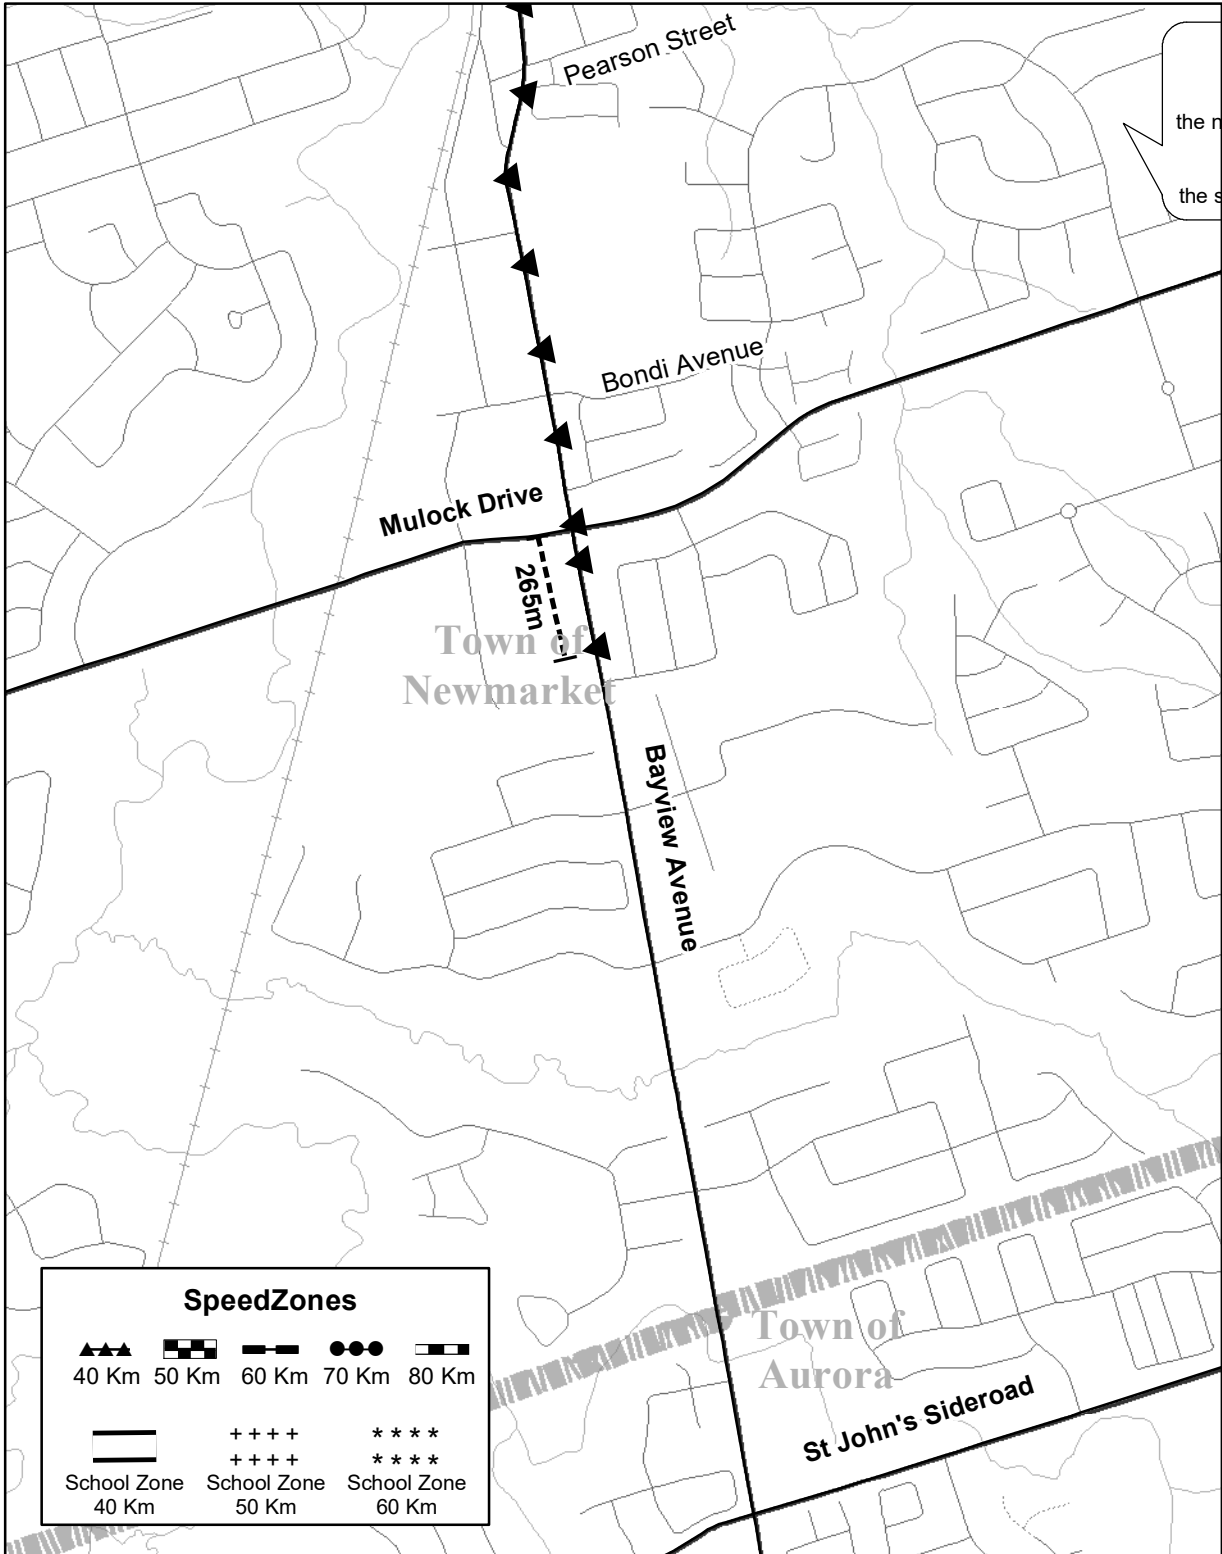 Pearson Street
the n
the s
Bondi Avenue
Mulock Drive
265m
Town of
Newmarket
Bayview Avenue
Town of
Aurora
St John's Sideroad
SpeedZones
40 Km 50 Km 60 Km 70 Km 80 Km
School Zone School Zone School Zone
40 Km 50 Km 60 Km